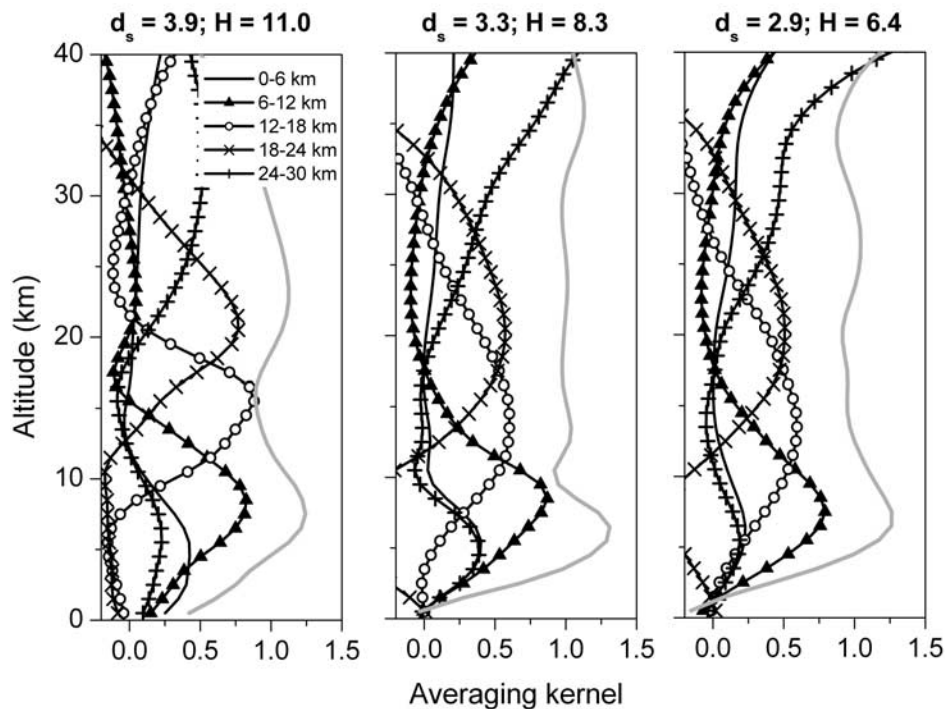 d_s = 3.9; H = 11.0
d_s = 3.3; H = 8.3
d_s = 2.9; H = 6.4
0-6 km
6-12 km
12-18 km
18-24 km
24-30 km
40
30
20
10
0
Altitude (km)
0.0 0.5 1.0 1.5
0.0 0.5 1.0 1.5
0.0 0.5 1.0 1.5
Averaging kernel